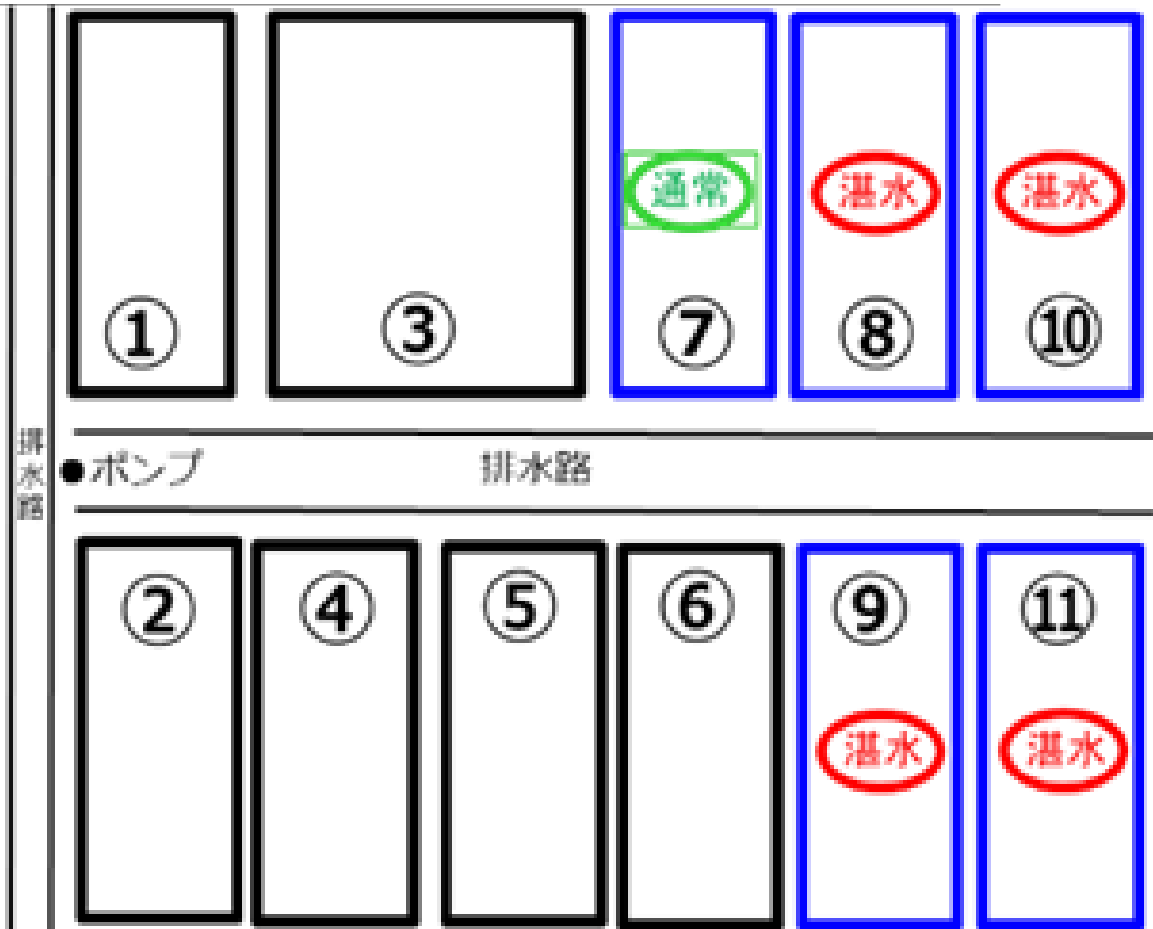 通常
湛水
湛水
①
③
⑦
⑧
⑩
排水路
ポンプ
排水路
②
④
⑤
⑥
⑨
⑪
湛水
湛水